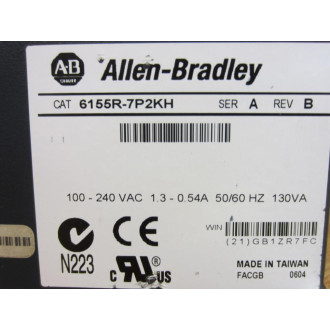 AB Allen-Bradley
CAT 6155R-7P2KH SER A REV B
100 - 240 VAC 1.3 - 0.54A 50/60 HZ 130VA
WIN
(21)GB1ZR7FC
N223
C US
MADE IN TAIWAN
FACGB 0604